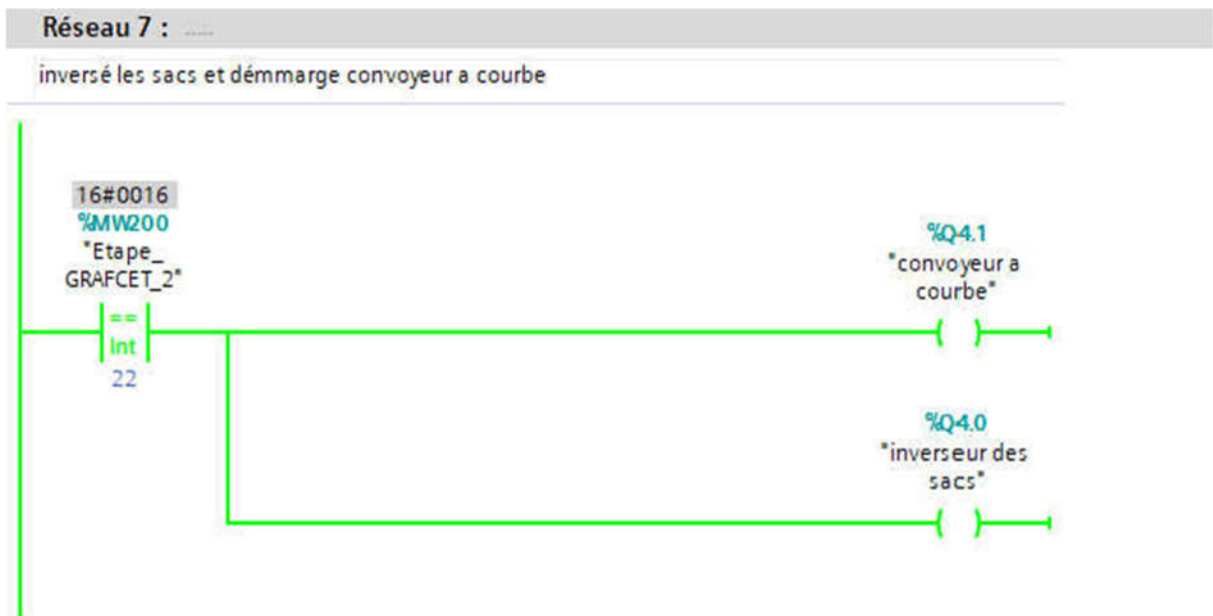 Réseau 7 : .....
inversé les sacs et démmarge convoyeur a courbe
16#0016
%MW200
"Etape_
GRAFCET_2"
==
Int
22
%Q4.1
"convoyeur a
courbe"
%Q4.0
"inverseur des
sacs"